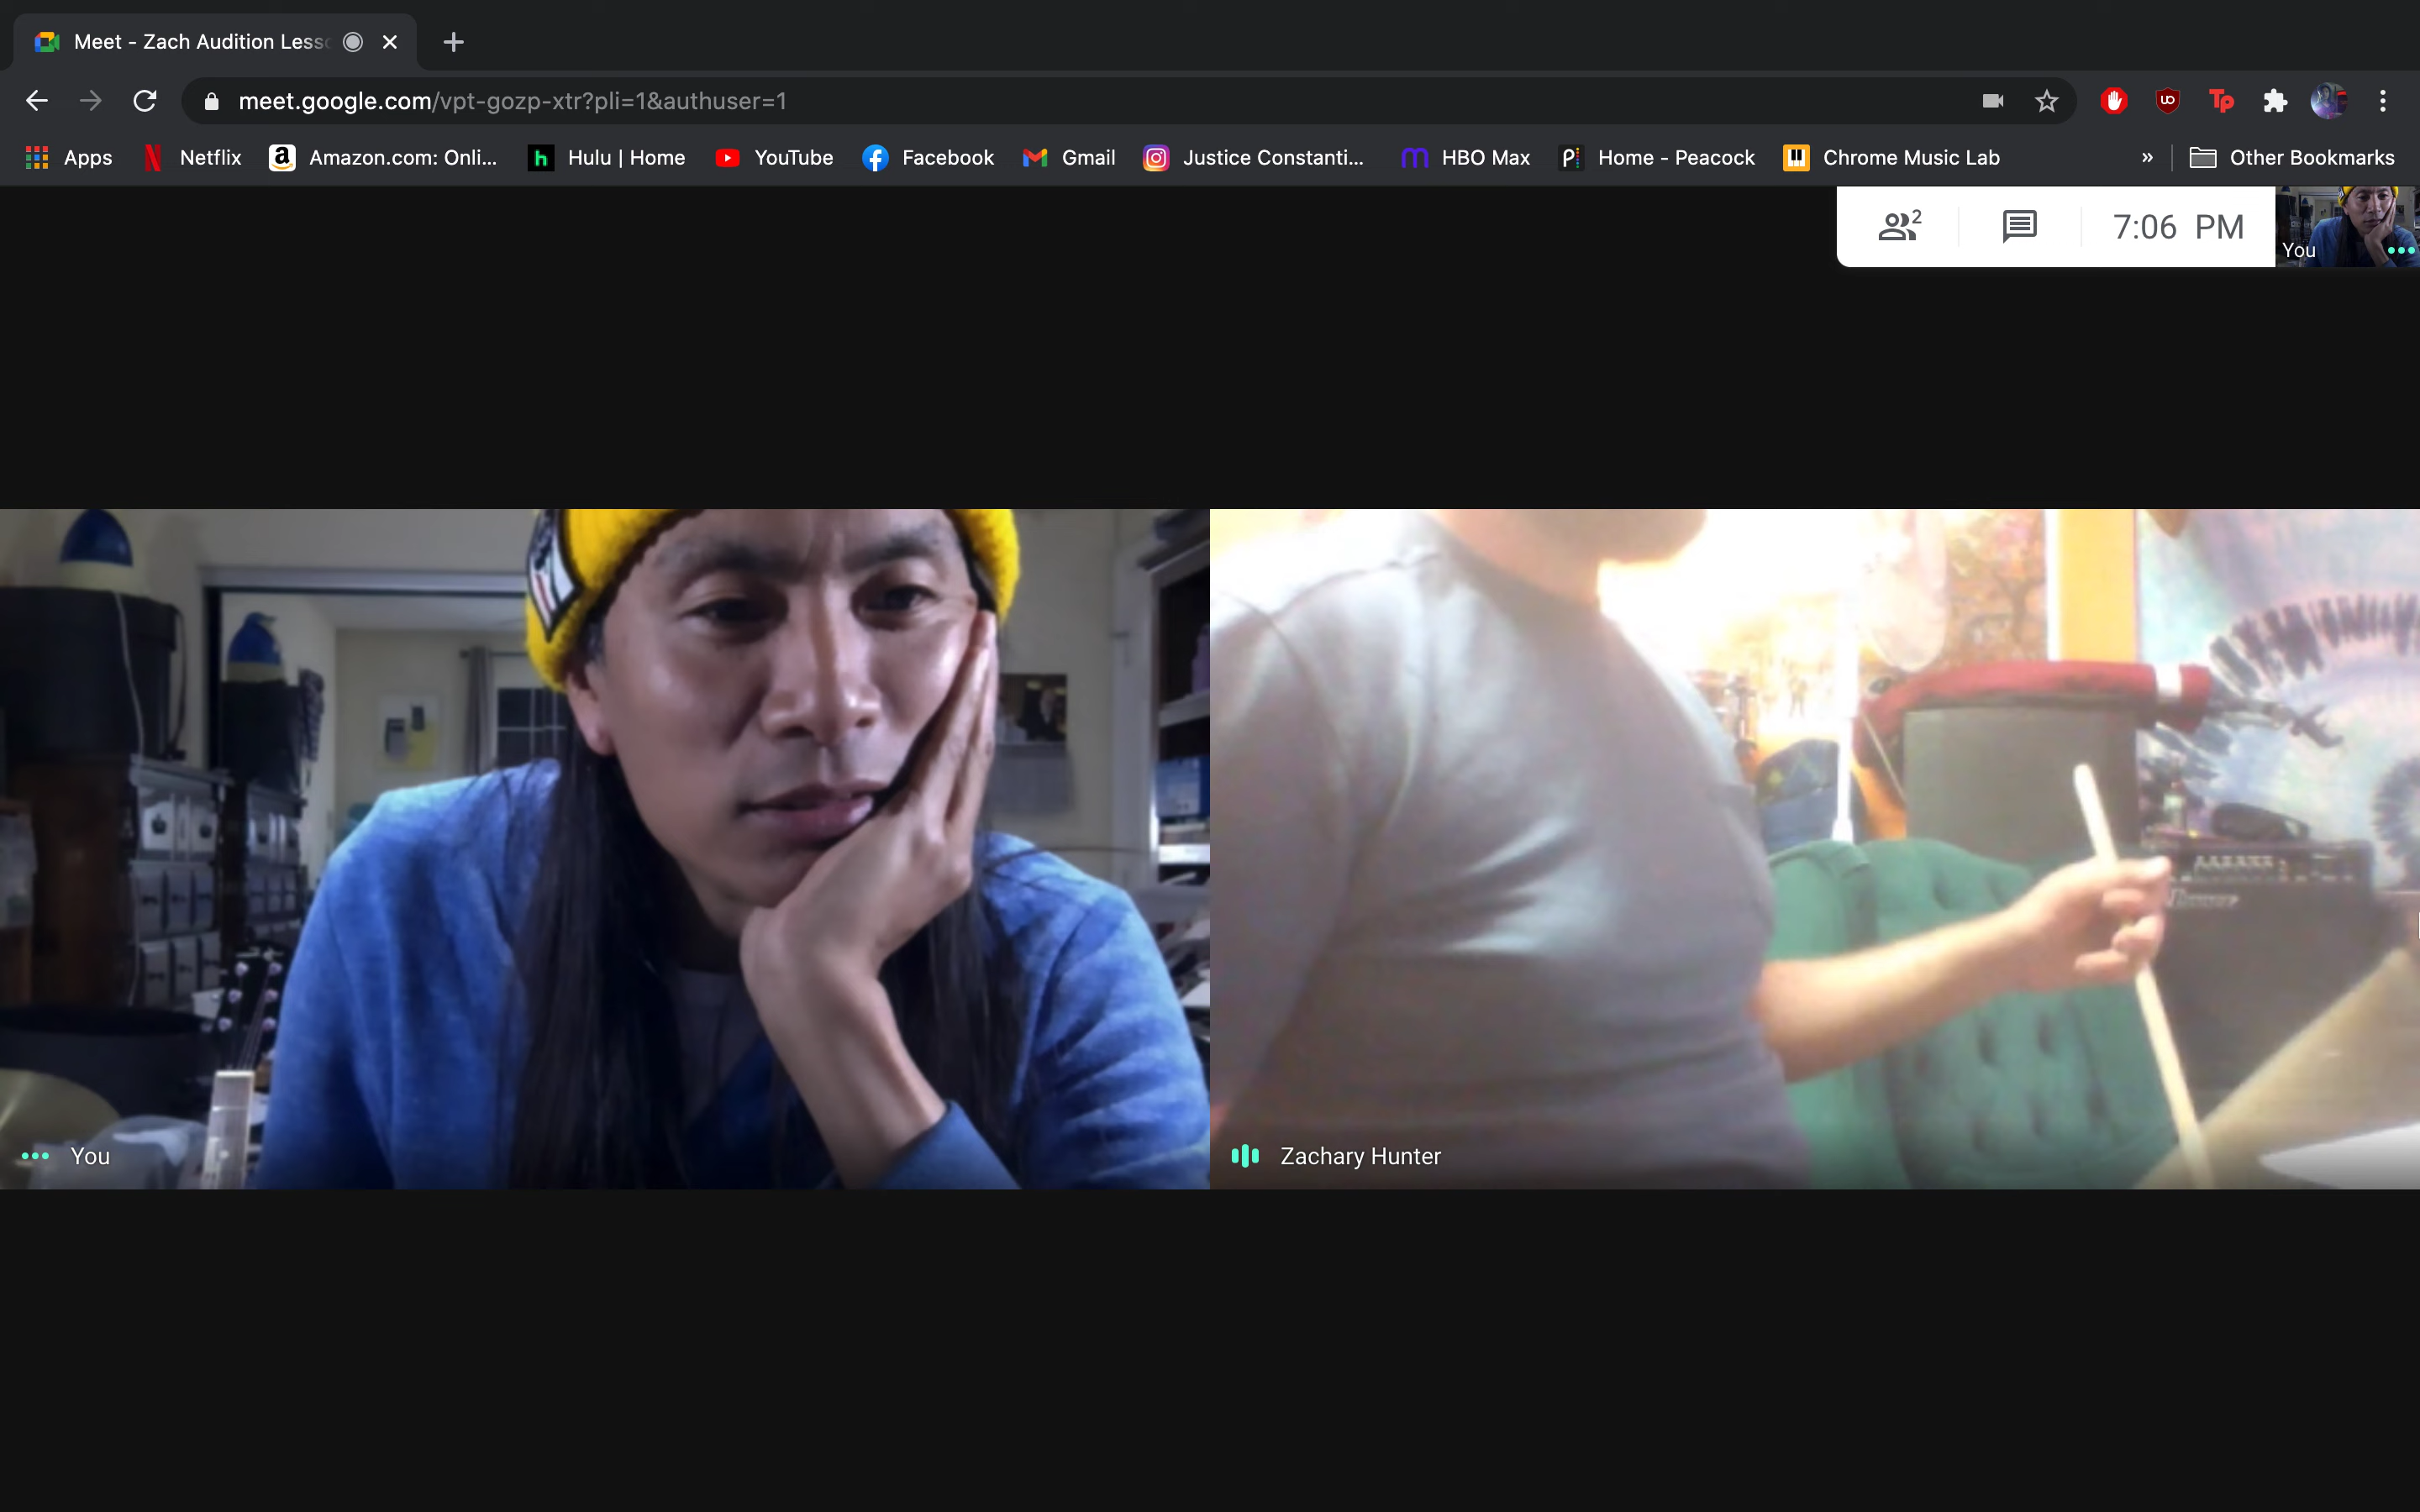 Meet - Zach Audition Less
meet.google.com/vpt-gozp-xtr?pli=1&authuser=1
Apps Netflix Amazon.com: Onli... Hulu | Home YouTube Facebook Gmail Justice Constanti... HBO Max Home - Peacock Chrome Music Lab » Other Bookmarks
2 7:06 PM
You
You
Zachary Hunter